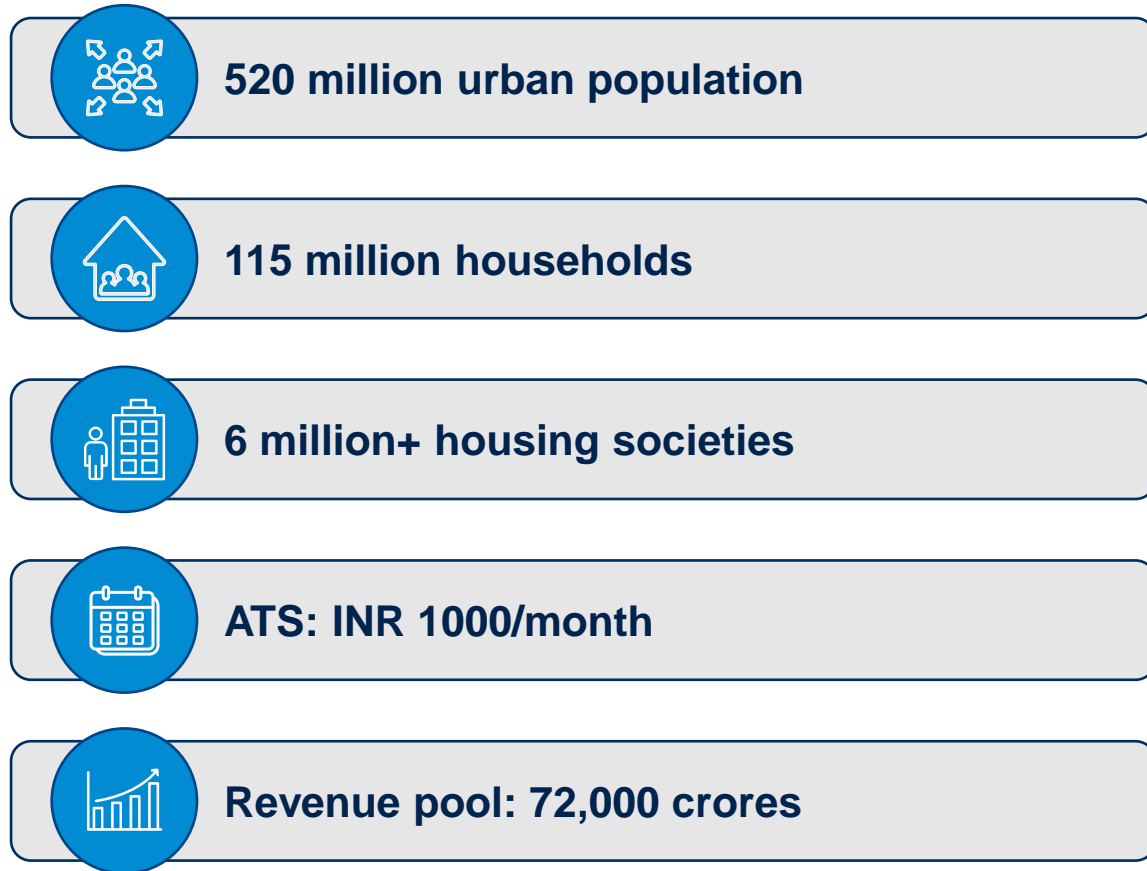 520 million urban population
115 million households
6 million+ housing societies
ATS: INR 1000/month
Revenue pool: 72,000 crores